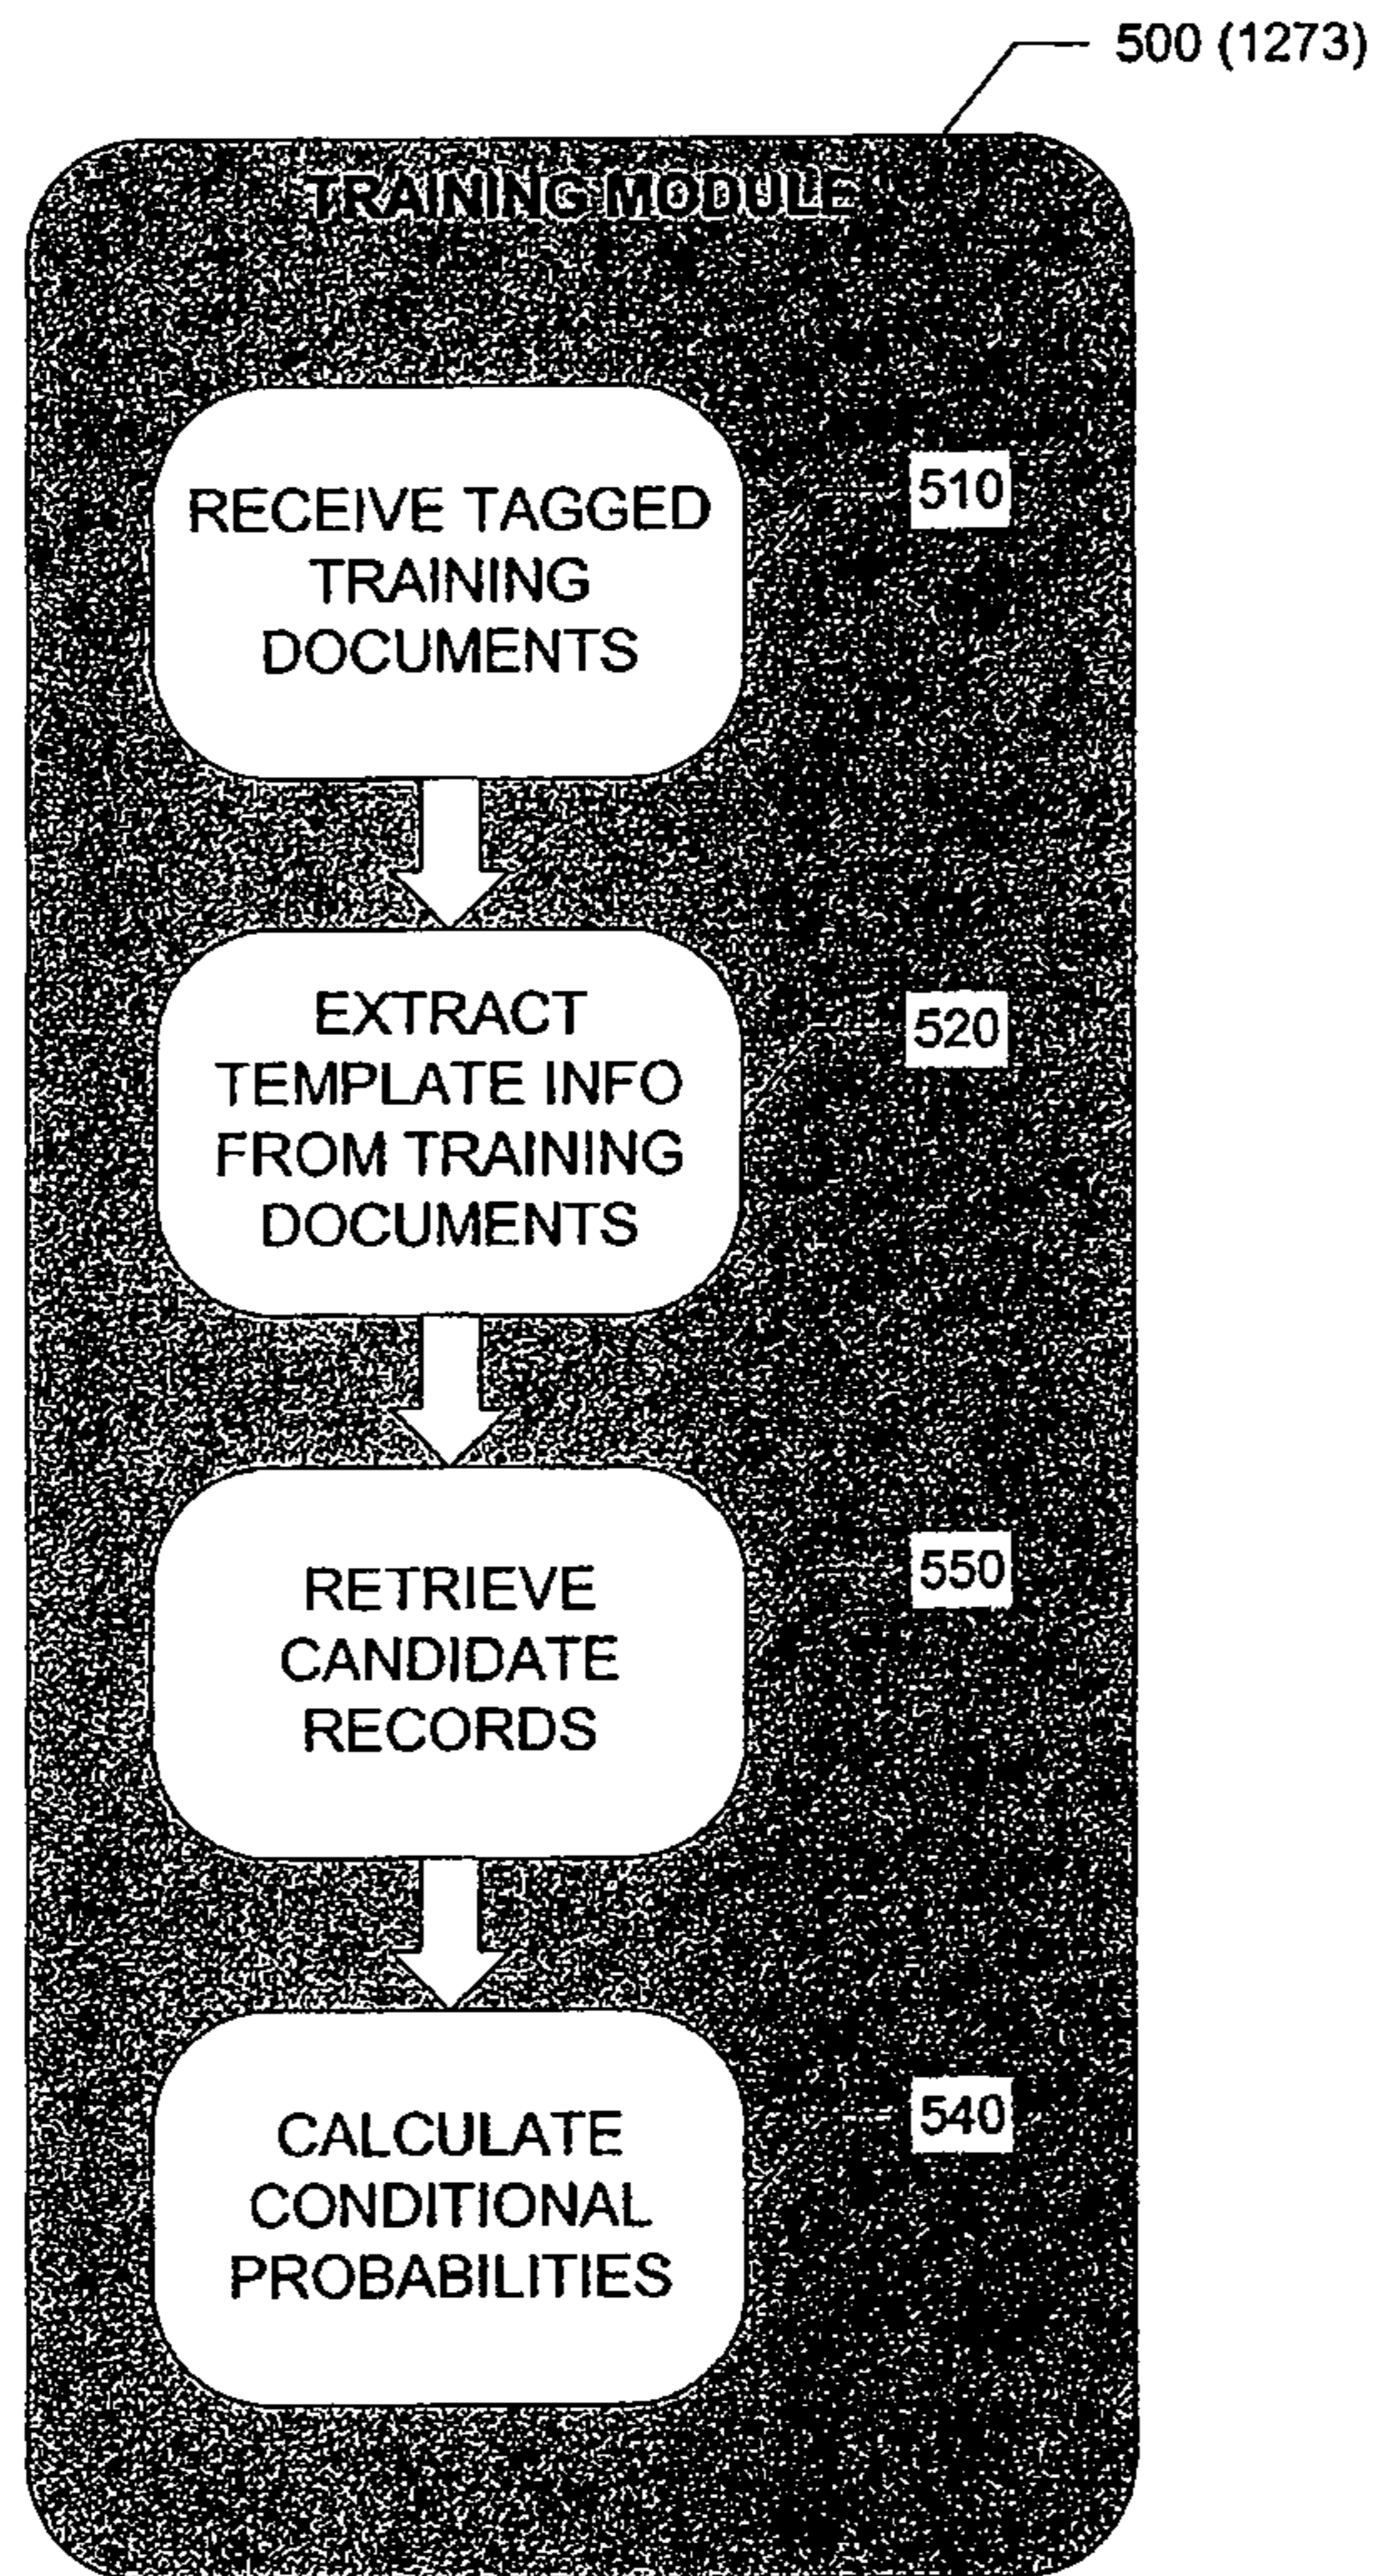 500 (1273)
TRAINING MODULE
RECEIVE TAGGED
TRAINING
DOCUMENTS
510
EXTRACT
TEMPLATE INFO
FROM TRAINING
DOCUMENTS
520
RETRIEVE
CANDIDATE
RECORDS
550
CALCULATE
CONDITIONAL
PROBABILITIES
540